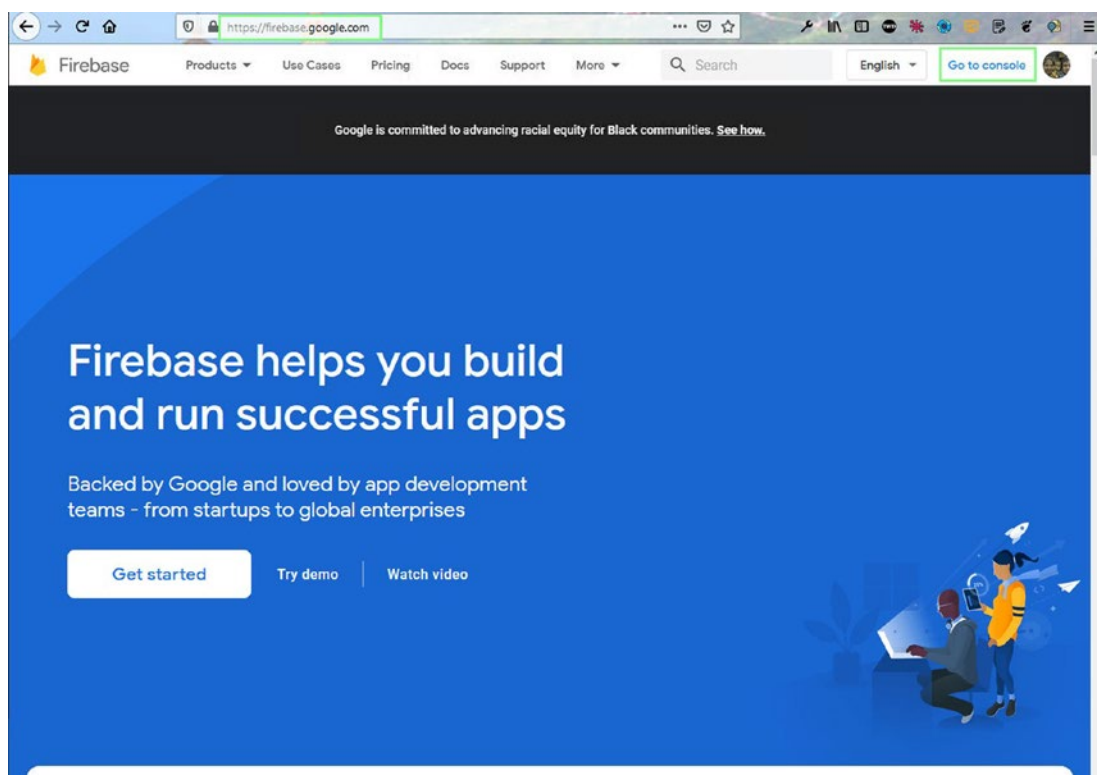 https://firebase.google.com
Firebase Products Use Cases Pricing Docs Support More Search English Go to console
Google is committed to advancing racial equity for Black communities. See how.
Firebase helps you build
and run successful apps
Backed by Google and loved by app development
teams - from startups to global enterprises
Get started Try demo Watch video